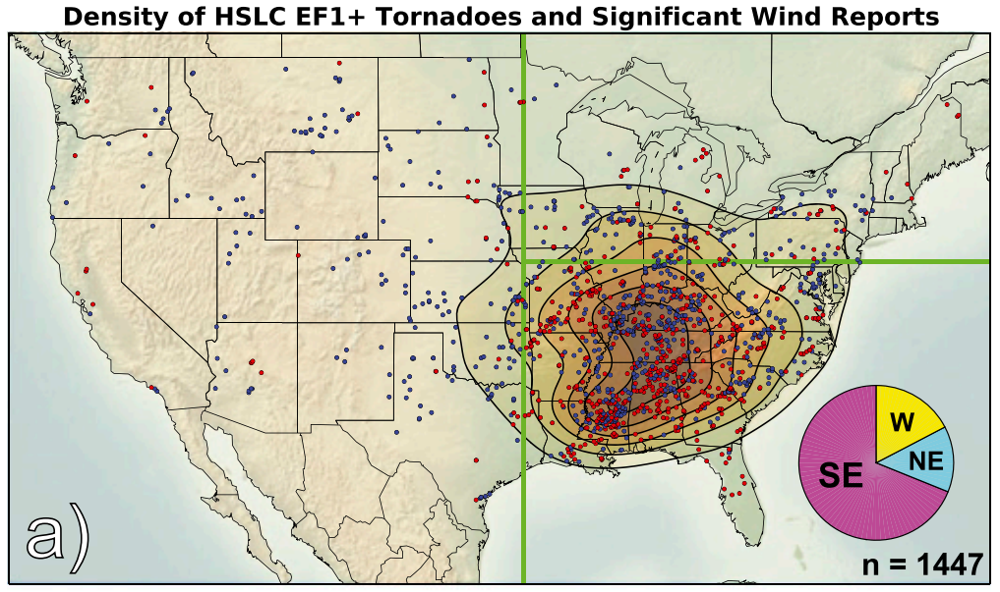 Density of HSLC EF1+ Tornadoes and Significant Wind Reports
W
NE
SE
a)
n = 1447